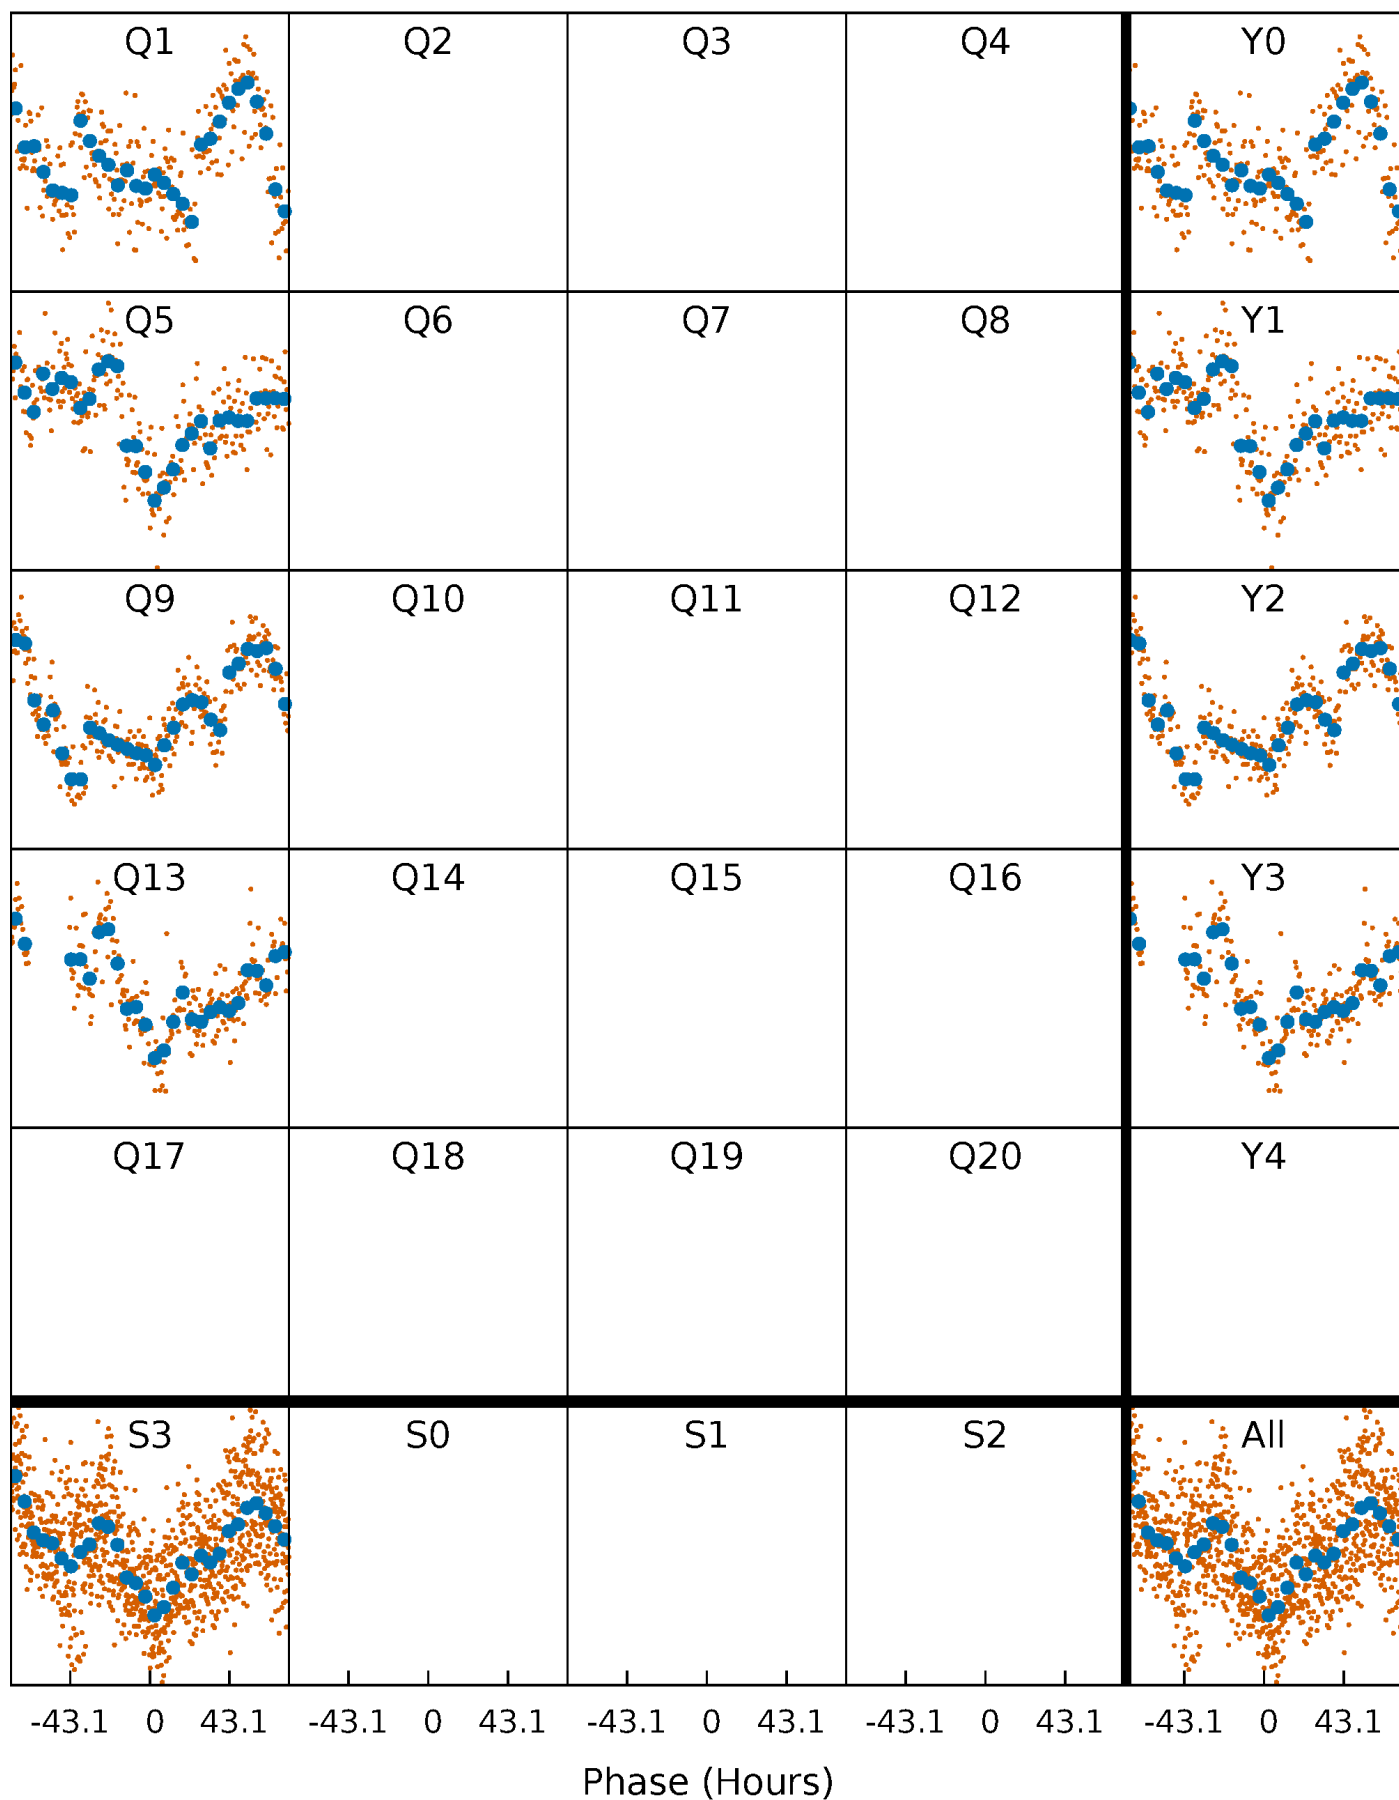 Q1 Q2 Q3 Q4 Y0
Q5 Q6 Q7 Q8 Y1
Q9 Q10 Q11 Q12 Y2
Q13 Q14 Q15 Q16 Y3
Q17 Q18 Q19 Q20 Y4
S3 S0 S1 S2 All
-43.1 0 43.1 -43.1 0 43.1 -43.1 0 43.1 -43.1 0 43.1 -43.1 0 43.1
Phase (Hours)